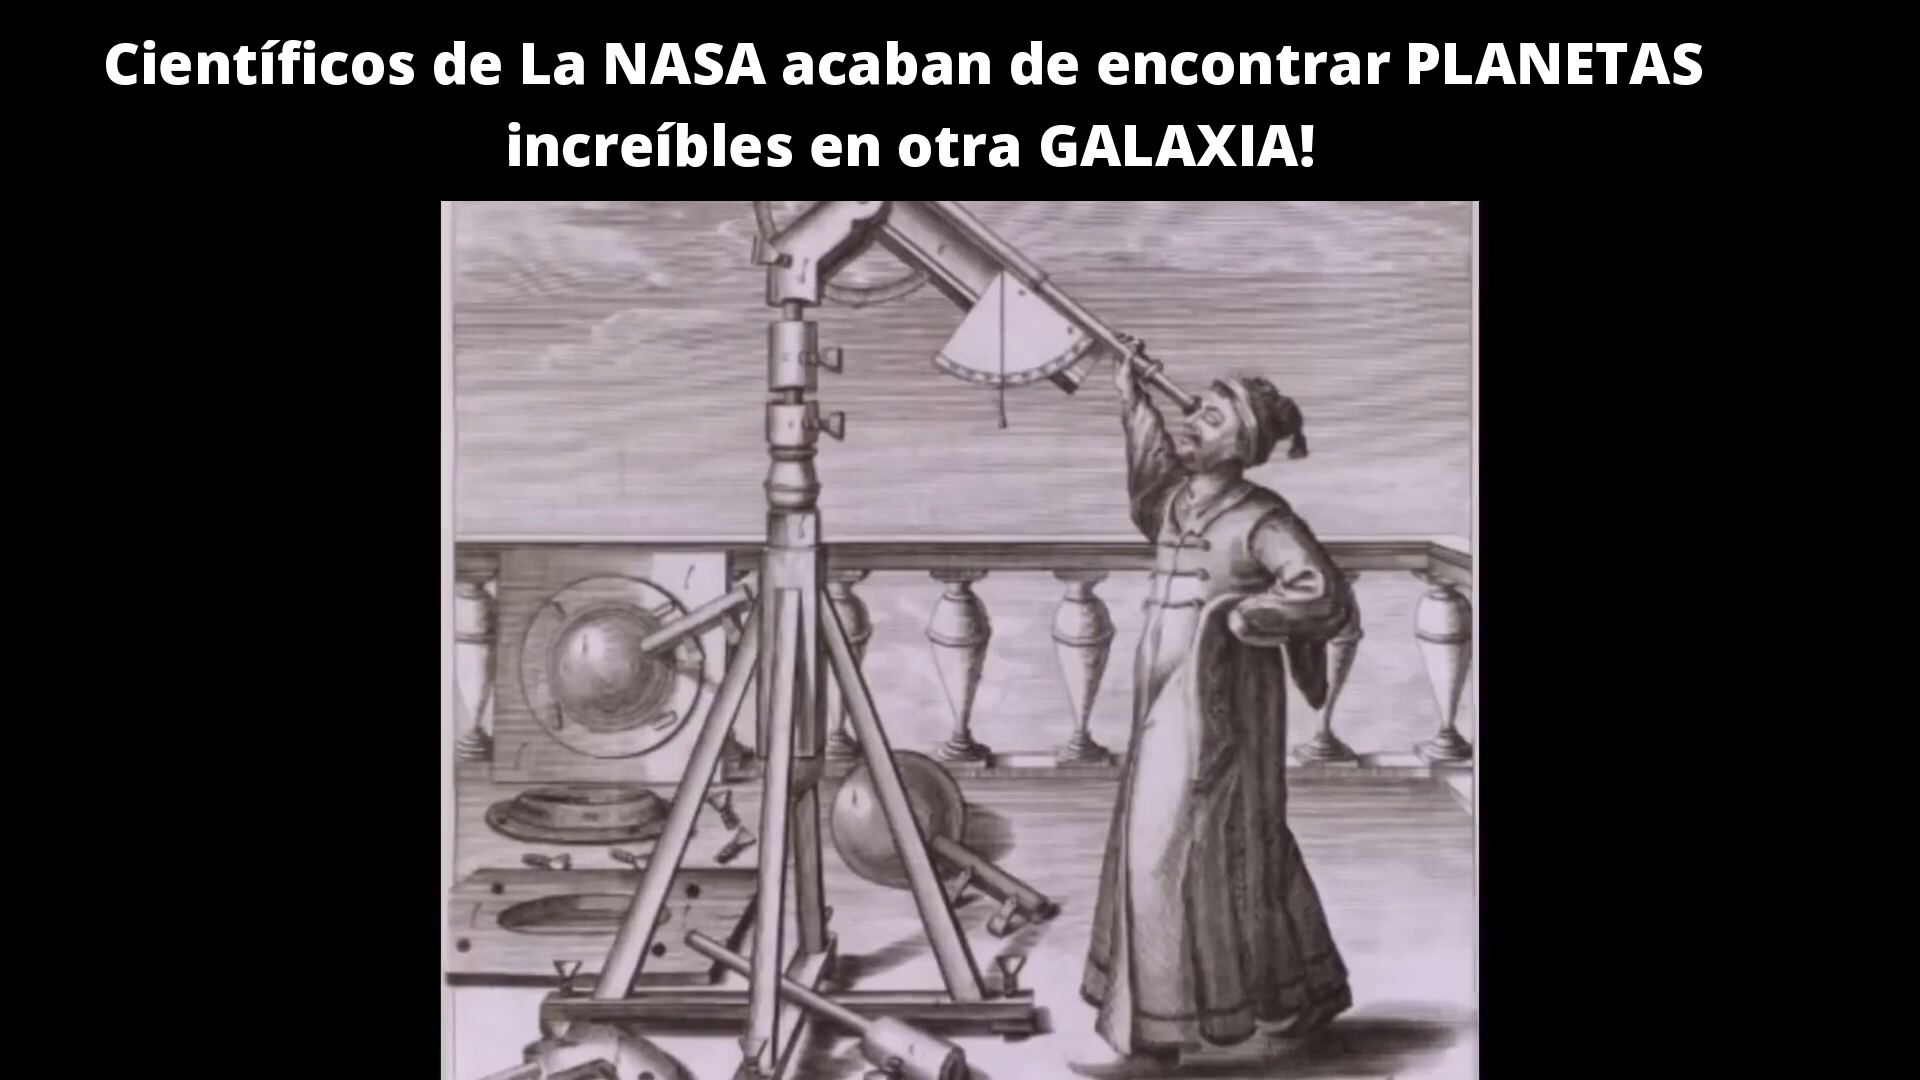 Científicos de La NASA acaban de encontrar PLANETAS
increíbles en otra GALAXIA!